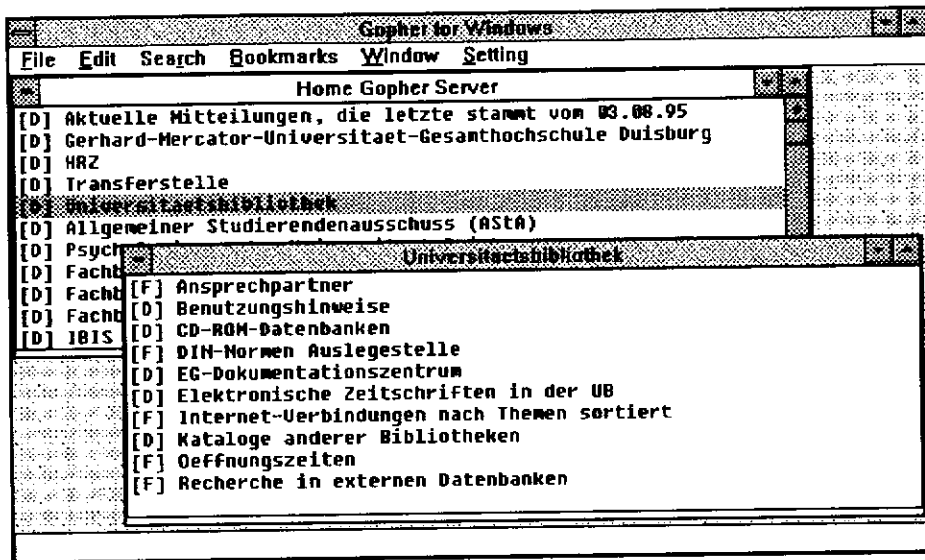 Gopher for Windows
File Edit Search Bookmarks Window Setting
Home Gopher Server
[D] Aktuelle Mitteilungen, die letzte stammt vom 03.08.95
[D] Gerhard-Mercator-Universitaet-Gesamthochschule Duisburg
[D] HRZ
[D] Transferstelle
[D] Universitaetsbibliothek
[D] Allgemeiner Studierendenausschuss (AStA)
[D] Psych
[D] Fachb
[D] Fachb
[D] Fachb
[D] IBIS
Universitaetsbibliothek
[F] Ansprechpartner
[D] Benutzungshinweise
[D] CD-ROM-Datenbanken
[F] DIN-Normen Auslegestelle
[D] EG-Dokumentationszentrum
[D] Elektronische Zeitschriften in der UB
[F] Internet-Verbindungen nach Themen sortiert
[D] Kataloge anderer Bibliotheken
[F] Oeffnungszeiten
[F] Recherche in externen Datenbanken